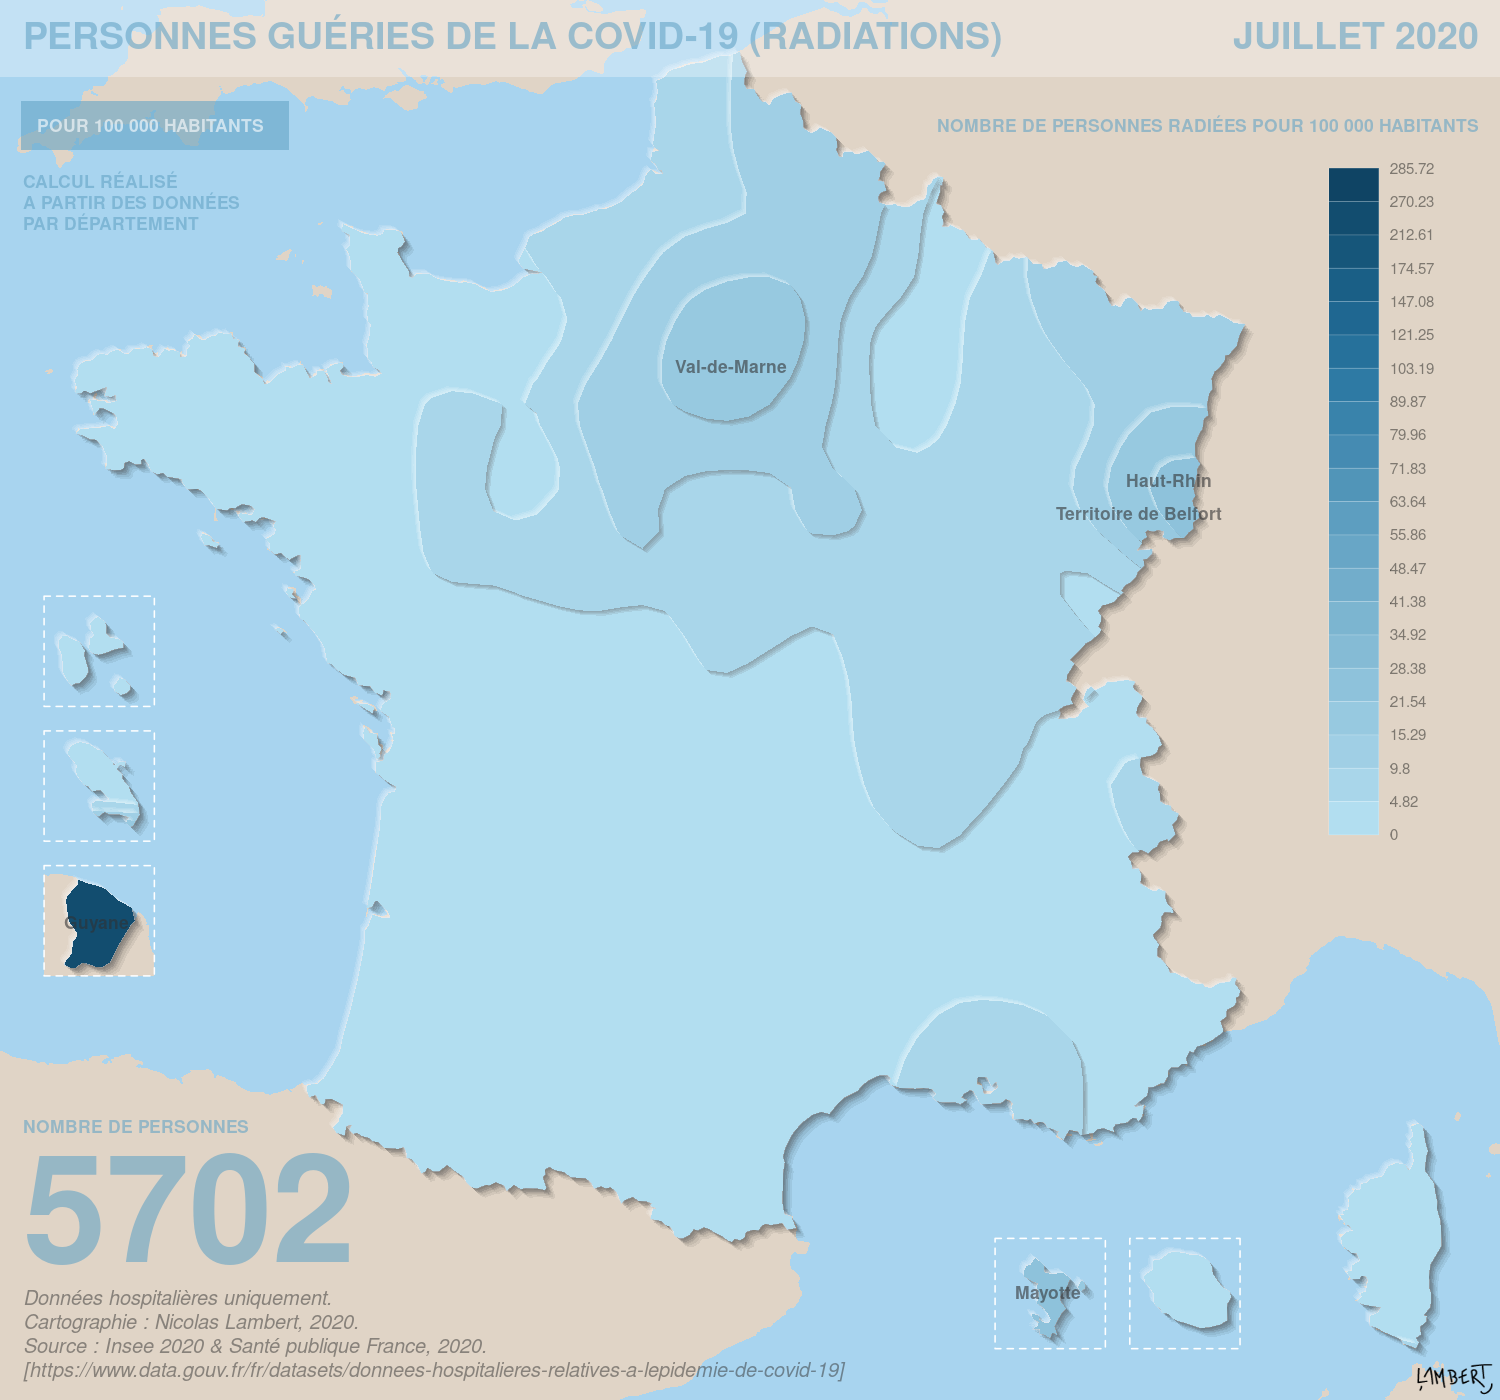 PERSONNES GUÉRIES DE LA COVID-19 (RADIATIONS)
JUILLET 2020
POUR 100 000 HABITANTS
CALCUL RÉALISÉ
A PARTIR DES DONNÉES
PAR DÉPARTEMENT
NOMBRE DE PERSONNES RADIÉES POUR 100 000 HABITANTS
285.72
270.23
212.61
174.57
147.08
121.25
103.19
89.87
79.96
71.83
63.64
55.86
48.47
41.38
34.92
28.38
21.54
15.29
9.8
4.82
0
Val-de-Marne
Haut-Rhin
Territoire de Belfort
Guyane
Mayotte
NOMBRE DE PERSONNES
5702
Données hospitalières uniquement.
Cartographie : Nicolas Lambert, 2020.
Source : Insee 2020 & Santé publique France, 2020.
[https://www.data.gouv.fr/fr/datasets/donnees-hospitalieres-relatives-a-lepidemie-de-covid-19]
LAMBERT